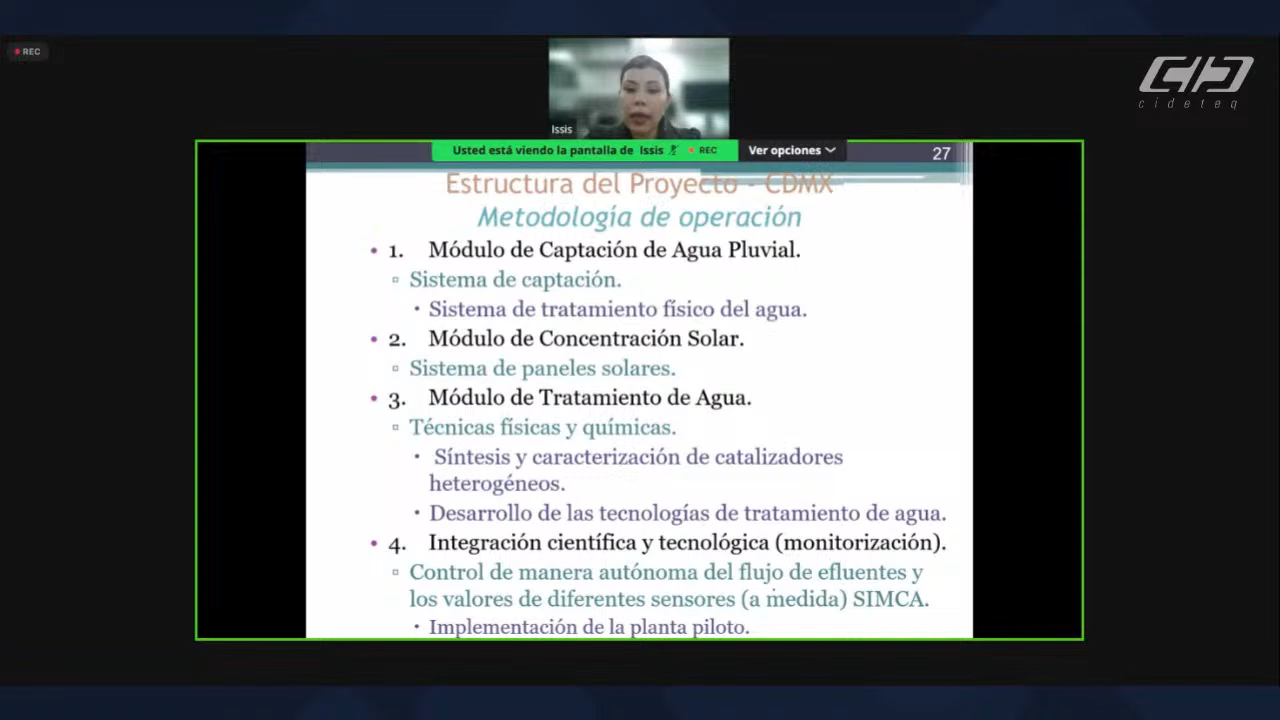 REC
cideteq
Issis
Usted está viendo la pantalla de Issis REC Ver opciones
27
Estructura del Proyecto - CDMX
Metodología de operación
• 1. Módulo de Captación de Agua Pluvial.
▫ Sistema de captación.
• Sistema de tratamiento físico del agua.
• 2. Módulo de Concentración Solar.
▫ Sistema de paneles solares.
• 3. Módulo de Tratamiento de Agua.
▫ Técnicas físicas y químicas.
• Síntesis y caracterización de catalizadores
heterogéneos.
• Desarrollo de las tecnologías de tratamiento de agua.
• 4. Integración científica y tecnológica (monitorización).
▫ Control de manera autónoma del flujo de efluentes y
los valores de diferentes sensores (a medida) SIMCA.
• Implementación de la planta piloto.